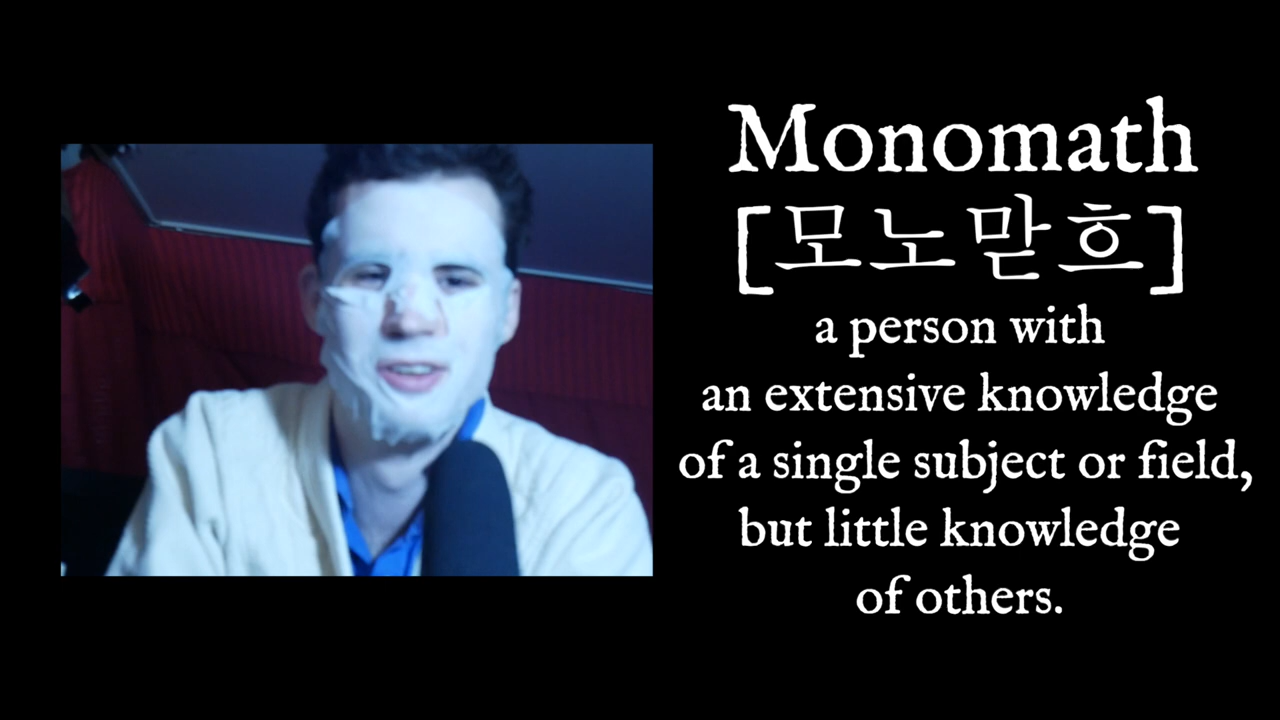 Monomath
[모노맏흐]
a person with
an extensive knowledge
of a single subject or field,
but little knowledge
of others.